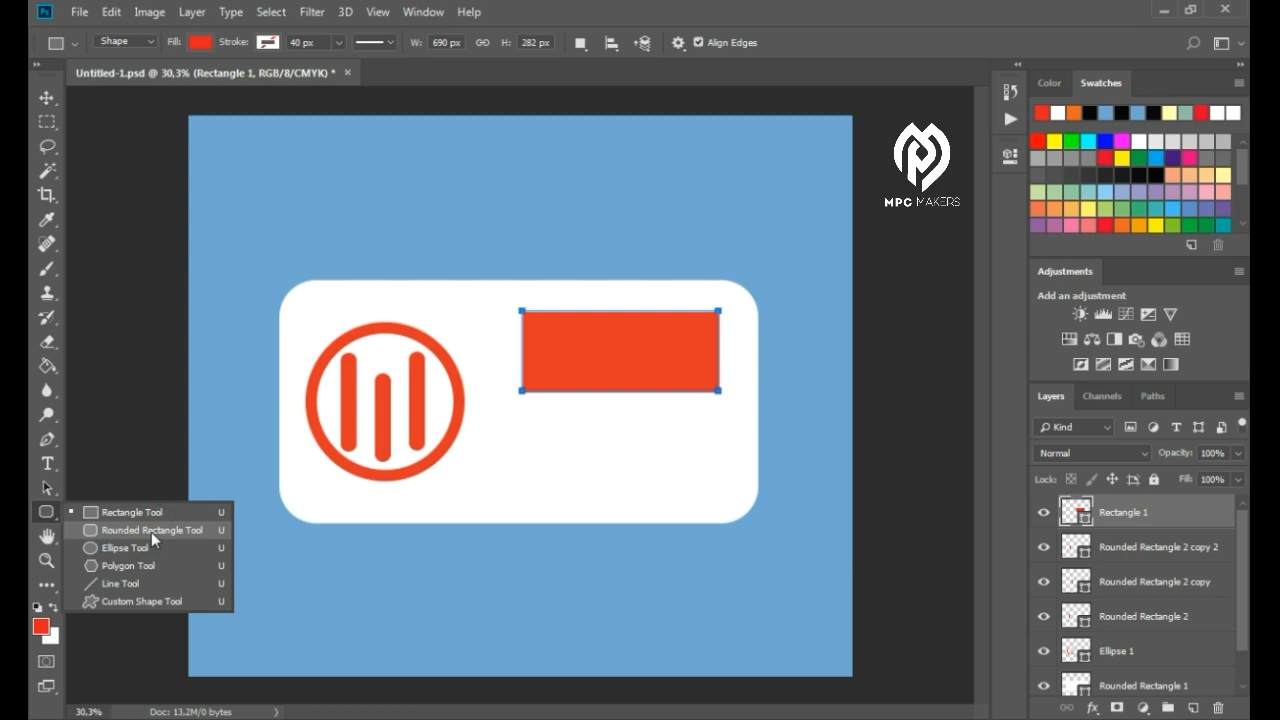 Ps File Edit Image Layer Type Select Filter 3D View Window Help
Shape Fill: Stroke: 40 px W: 690 px H: 282 px Align Edges
Untitled-1.psd @ 30,3% (Rectangle 1, RGB/8/CMYK) * ×
Color Swatches
MPC MAKERS
Adjustments
Add an adjustment
Layers Channels Paths
Kind
Normal Opacity: 100%
Lock: Fill: 100%
Rectangle 1
Rounded Rectangle 2 copy 2
Rounded Rectangle 2 copy
Rounded Rectangle 2
Ellipse 1
Rounded Rectangle 1
Rectangle Tool U
Rounded Rectangle Tool U
Ellipse Tool U
Polygon Tool U
Line Tool U
Custom Shape Tool U
30,3% Doc: 13,2M/0 bytes